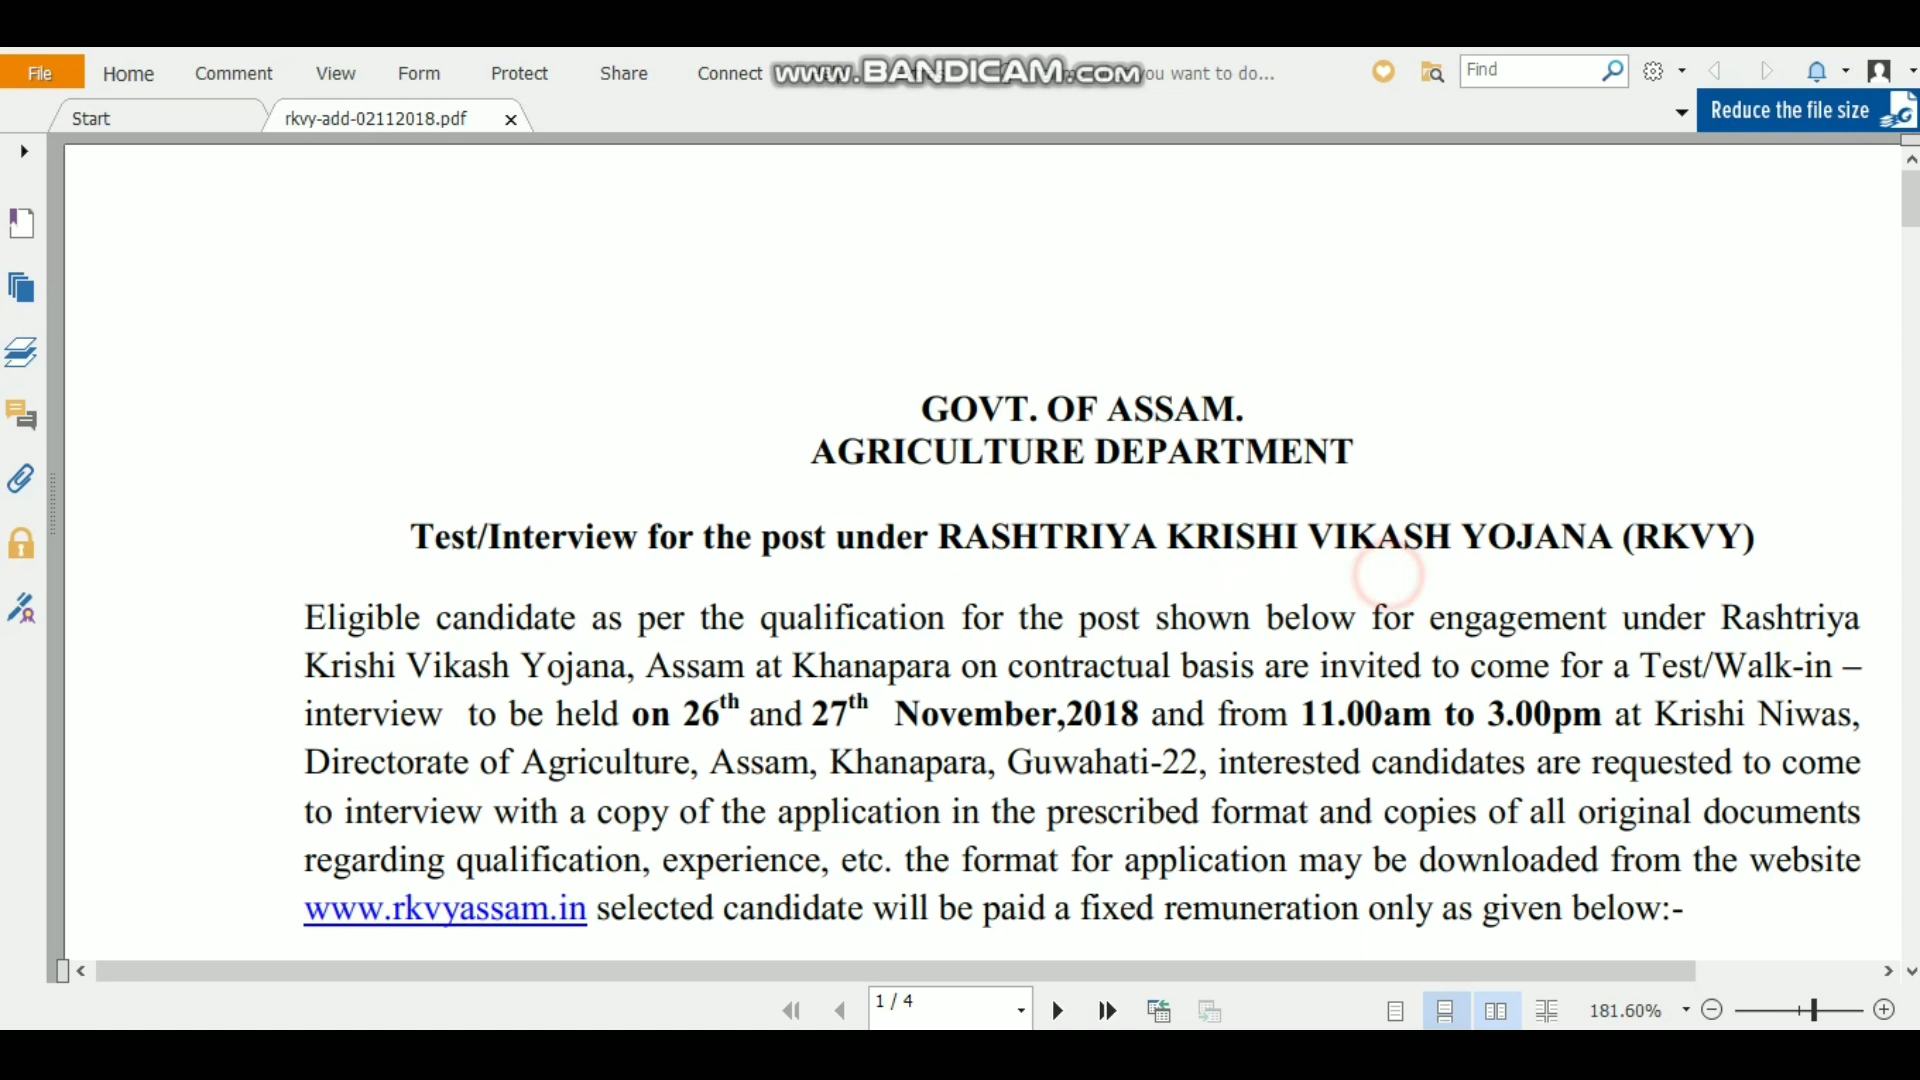 File Home Comment View Form Protect Share Connect www.BANDICAM.com you want to do... Find
Start rkvy-add-02112018.pdf Reduce the file size
GOVT. OF ASSAM.
AGRICULTURE DEPARTMENT
Test/Interview for the post under RASHTRIYA KRISHI VIKASH YOJANA (RKVY)
Eligible candidate as per the qualification for the post shown below for engagement under Rashtriya
Krishi Vikash Yojana, Assam at Khanapara on contractual basis are invited to come for a Test/Walk-in –
interview to be held on 26th and 27th November,2018 and from 11.00am to 3.00pm at Krishi Niwas,
Directorate of Agriculture, Assam, Khanapara, Guwahati-22, interested candidates are requested to come
to interview with a copy of the application in the prescribed format and copies of all original documents
regarding qualification, experience, etc. the format for application may be downloaded from the website
www.rkvyassam.in selected candidate will be paid a fixed remuneration only as given below:-
1 / 4 181.60%